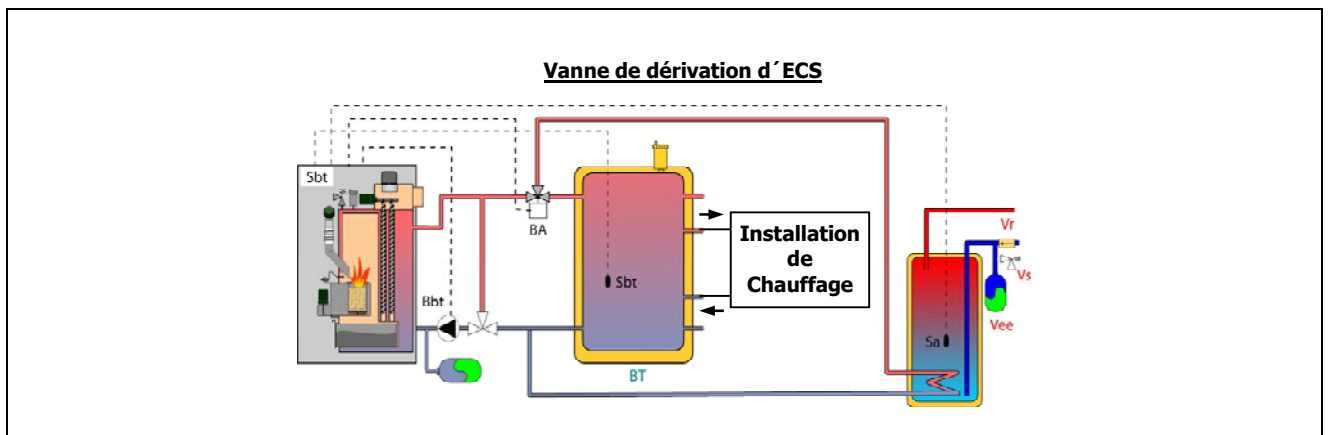 Vanne de dérivation d´ECS
Sbt
BA
Vr
Installation
de
Chauffage
Vs
Sbt
Bbt
Vee
Sa
BT